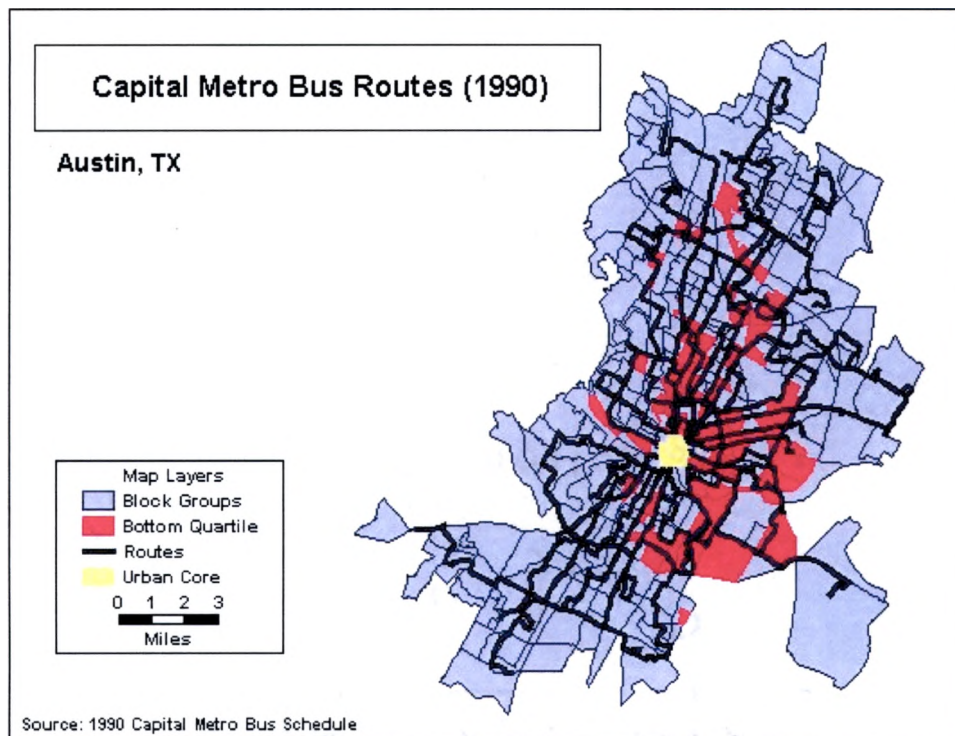 Capital Metro Bus Routes (1990)
Austin, TX
Map Layers
Block Groups
Bottom Quartile
Routes
Urban Core
0 1 2 3
Miles
Source: 1990 Capital Metro Bus Schedule